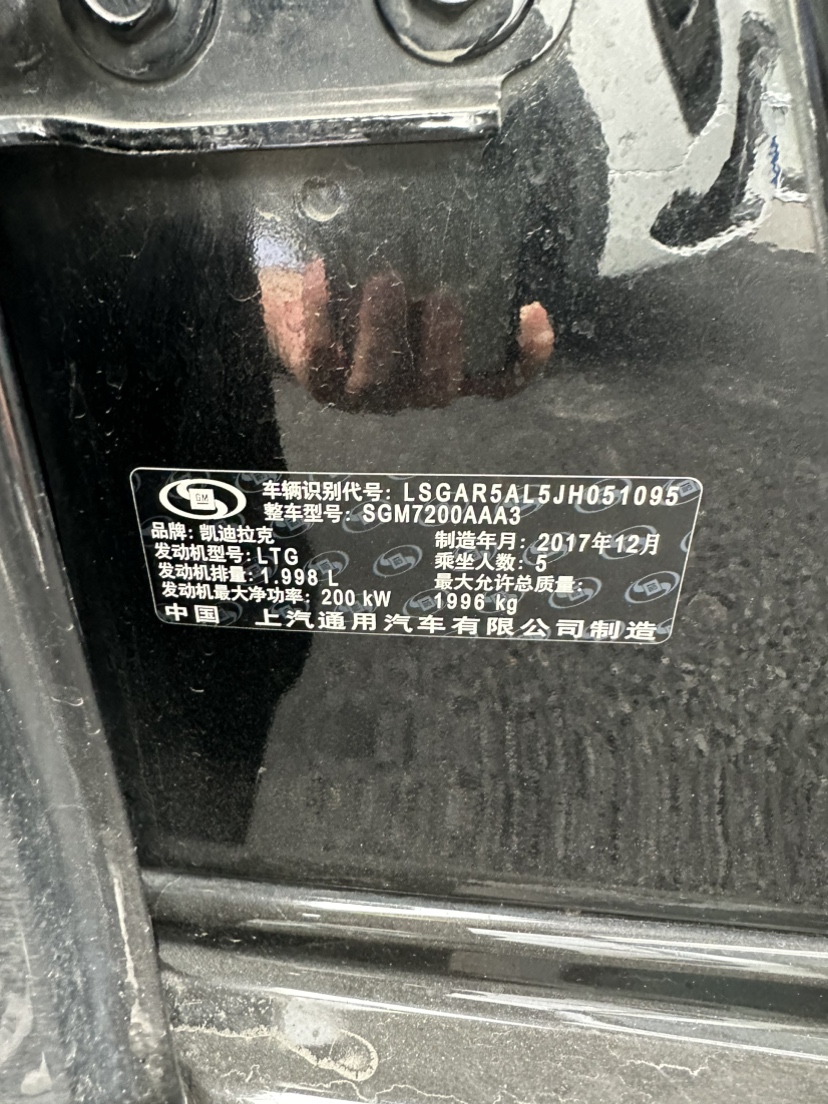 GM
车辆识别代号: LSGAR5AL5JH051095
整车型号: SGM7200AAA3
品牌: 凯迪拉克
制造年月: 2017年12月
发动机型号: LTG
乘坐人数: 5
发动机排量: 1.998 L
最大允许总质量:
发动机最大净功率: 200 kW
1996 kg
中国 上汽通用汽车有限公司制造